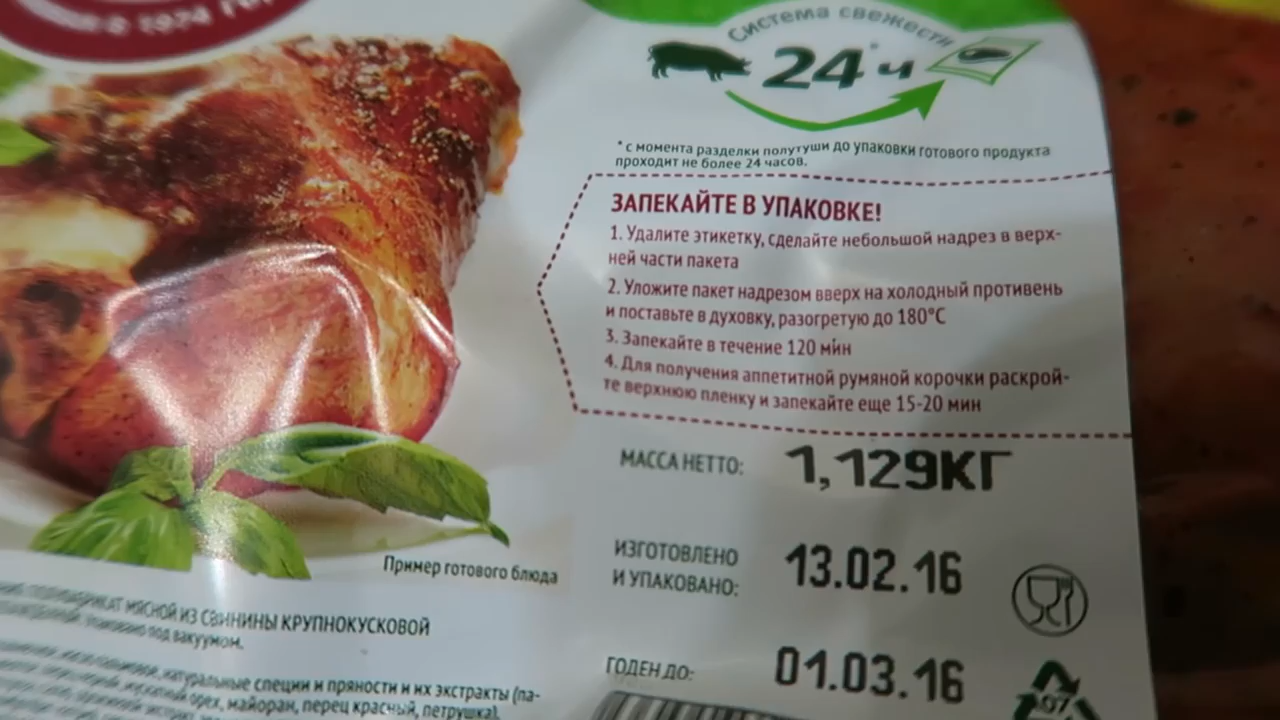 с 1974 го
Система свежести
24* ч
* с момента разделки полутуши до упаковки готового продукта
проходит не более 24 часов.
ЗАПЕКАЙТЕ В УПАКОВКЕ!
1. Удалите этикетку, сделайте небольшой надрез в верх-
ней части пакета
2. Уложите пакет надрезом вверх на холодный противень
и поставьте в духовку, разогретую до 180°С
3. Запекайте в течение 120 мин
4. Для получения аппетитной румяной корочки раскрой-
те верхнюю пленку и запекайте еще 15-20 мин
МАССА НЕТТО: 1,129КГ
ИЗГОТОВЛЕНО
И УПАКОВАНО: 13.02.16
ГОДЕН ДО: 01.03.16
07
Пример готового блюда
ПОЛУФАБРИКАТ МЯСНОЙ ИЗ СВИНИНЫ КРУПНОКУСКОВОЙ
упаковано под вакуумом.
натуральные специи и пряности и их экстракты (па-
мускатный орех, майоран, перец красный, петрушка),